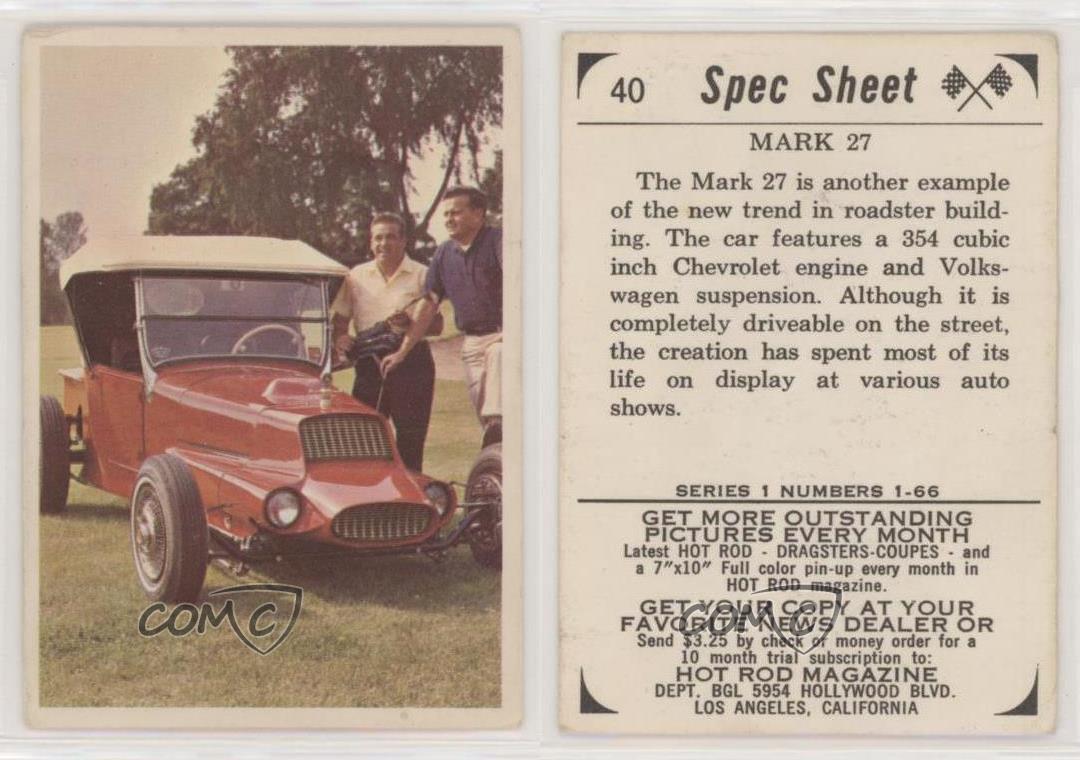 COMC
40 Spec Sheet
MARK 27
The Mark 27 is another example
of the new trend in roadster build-
ing. The car features a 354 cubic
inch Chevrolet engine and Volks-
wagen suspension. Although it is
completely driveable on the street,
the creation has spent most of its
life on display at various auto
shows.
SERIES 1 NUMBERS 1-66
GET MORE OUTSTANDING
PICTURES EVERY MONTH
Latest HOT ROD - DRAGSTERS-COUPES - and
a 7"x10" Full color pin-up every month in
HOT ROD magazine.
GET YOUR COPY AT YOUR
FAVORITE NEWS DEALER OR
Send $3.25 by check or money order for a
10 month trial subscription to:
HOT ROD MAGAZINE
DEPT. BGL 5954 HOLLYWOOD BLVD.
LOS ANGELES, CALIFORNIA
COMC